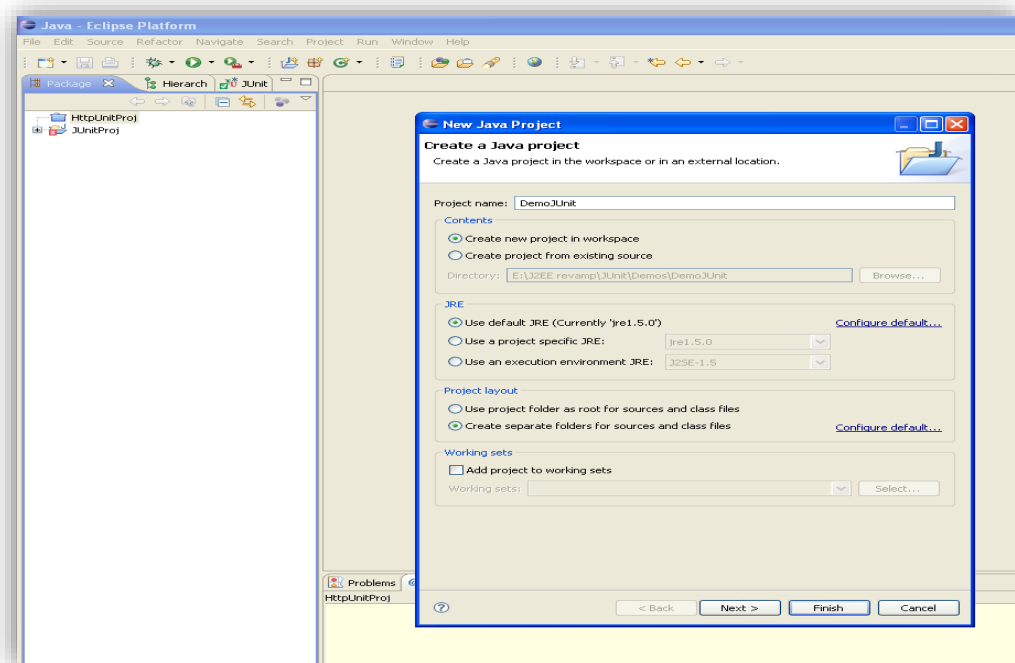 Java - Eclipse Platform
File Edit Source Refactor Navigate Search Project Run Window Help
Package Hierarch JUnit
HttpUnitProj
JUnitProj
New Java Project
Create a Java project
Create a Java project in the workspace or in an external location.
Project name: DemoJUnit
Contents
Create new project in workspace
Create project from existing source
Directory: E:\J2EE revamp\JUnit\Demos\DemoJUnit Browse...
JRE
Use default JRE (Currently 'jre1.5.0') Configure default...
Use a project specific JRE: jre1.5.0
Use an execution environment JRE: J2SE-1.5
Project layout
Use project folder as root for sources and class files
Create separate folders for sources and class files Configure default...
Working sets
Add project to working sets
Working sets: Select...
Problems
HttpUnitProj
< Back Next > Finish Cancel